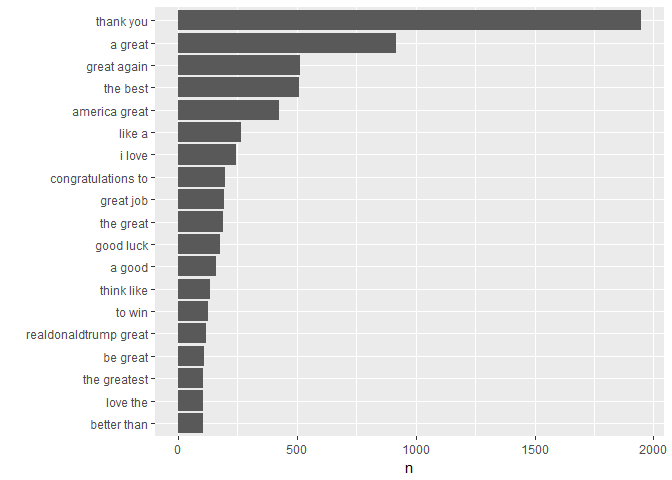 thank you
a great
great again
the best
america great
like a
i love
congratulations to
great job
the great
good luck
a good
think like
to win
realdonaldtrump great
be great
the greatest
love the
better than
0 500 1000 1500 2000
n